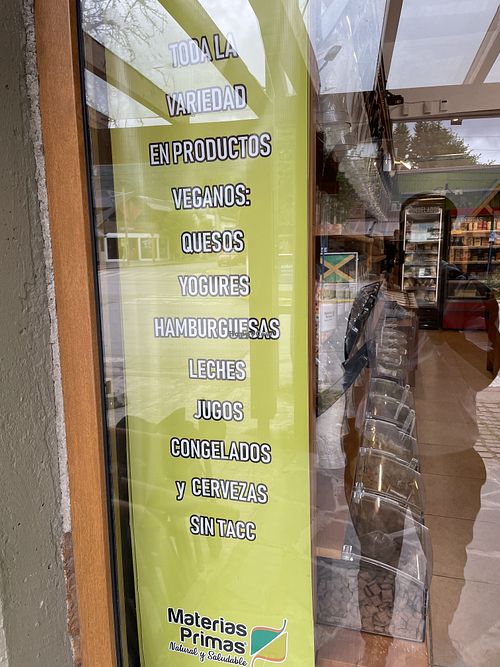 TODA LA
VARIEDAD
EN PRODUCTOS
VEGANOS:
QUESOS
YOGURES
HAMBURGUESAS
LECHES
JUGOS
CONGELADOS
y CERVEZAS
SIN TACC
Materias
Primas
Natural y Saludable